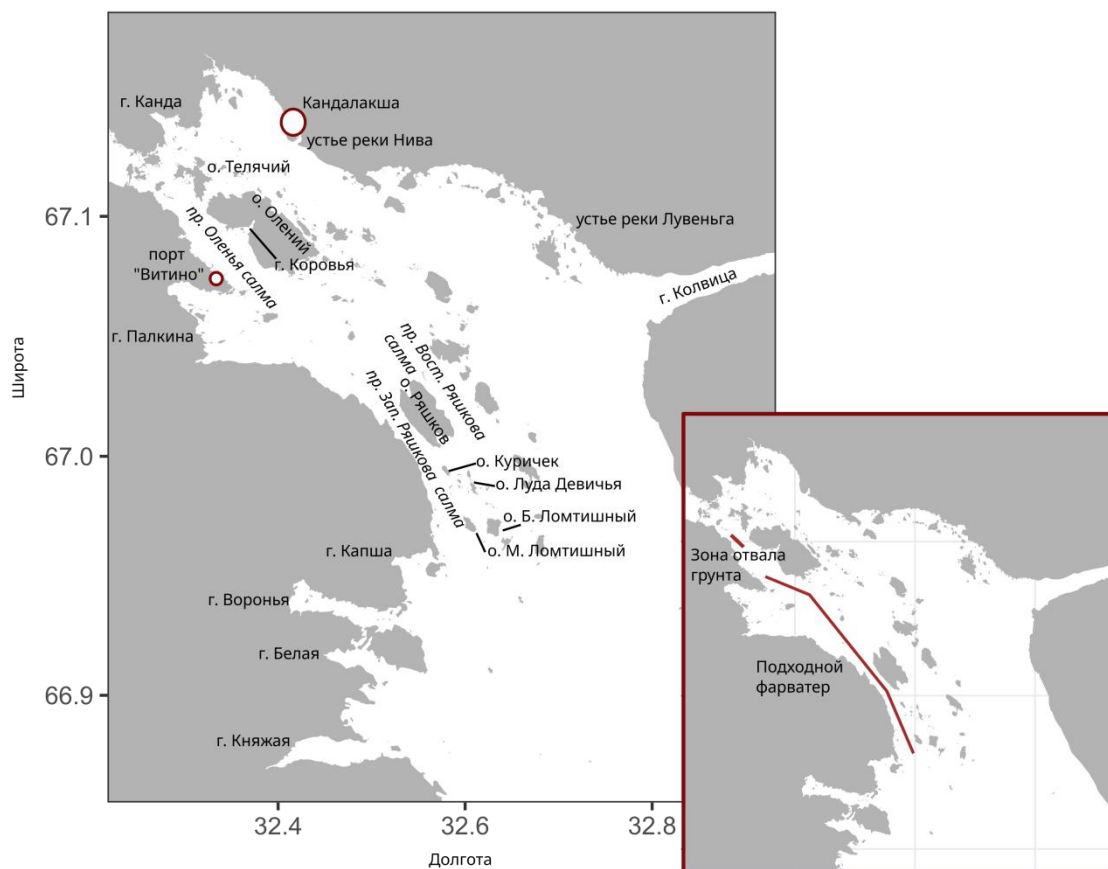 г. Канда
Кандалакша
устье реки Нива
о. Телячий
67.1
о. Олений
пр. Оленья салма
устье реки Лувеньга
порт
"Витино"
г. Коровья
г. Колвица
г. Палкина
пр. Вост. Ряшкова
салма
о. Ряшков
пр. Зап. Ряшкова салма
Широта
67.0
о. Куричек
о. Луда Девичья
о. Б. Ломтишный
о. М. Ломтишный
г. Капша
г. Воронья
г. Белая
66.9
г. Княжая
32.4
32.6
32.8
Долгота
Зона отвала
грунта
Подходной
фарватер